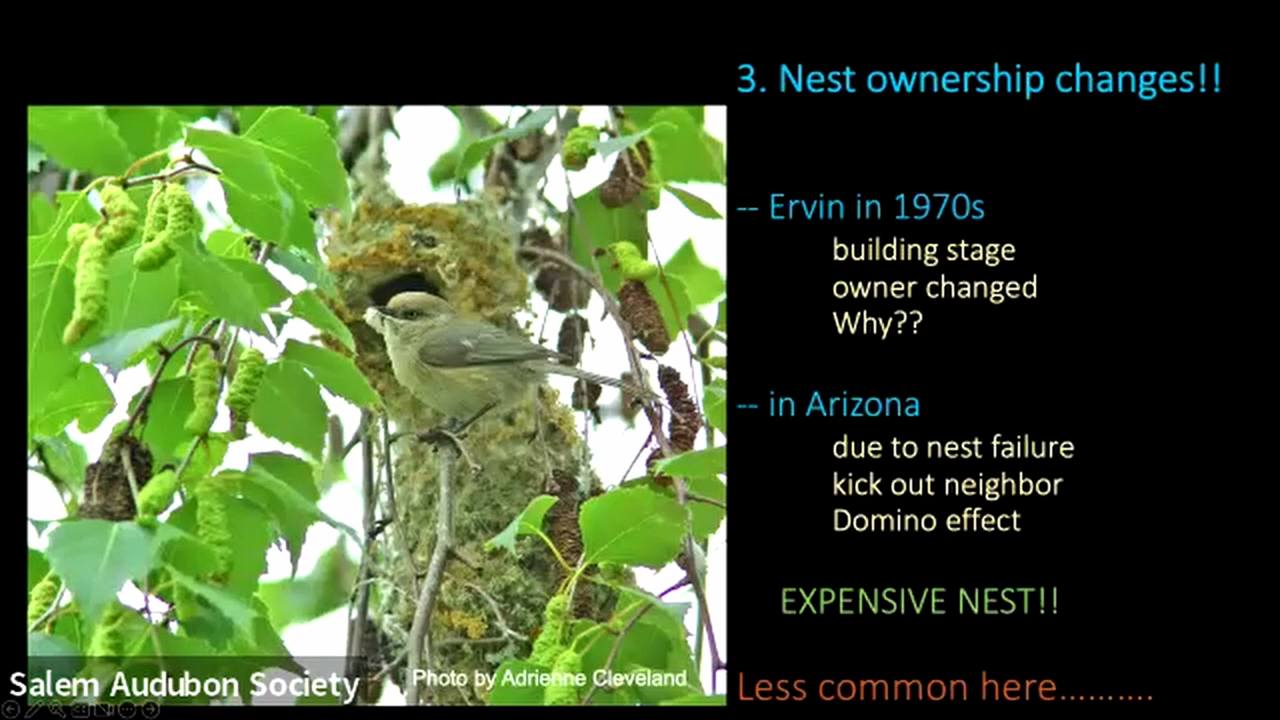 3. Nest ownership changes!!
-- Ervin in 1970s
building stage
owner changed
Why??
-- in Arizona
due to nest failure
kick out neighbor
Domino effect
EXPENSIVE NEST!!
Less common here..........
Photo by Adrienne Cleveland
Salem Audubon Society